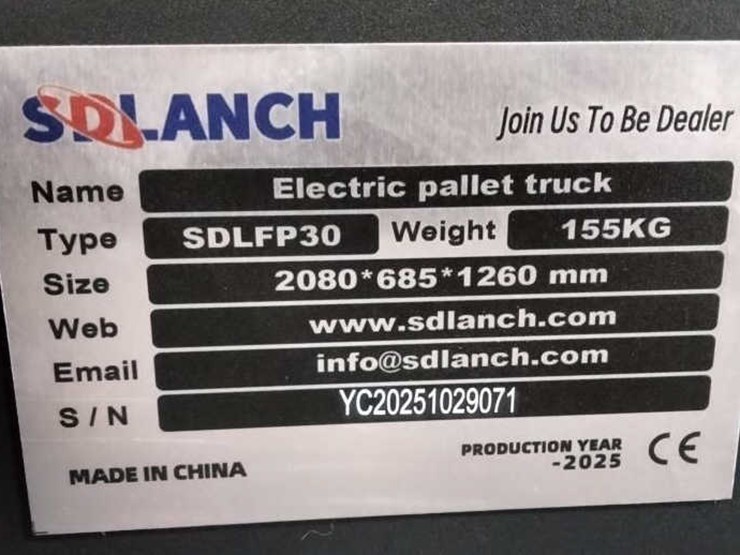 SDLANCH
Join Us To Be Dealer
Name Electric pallet truck
Type SDLFP30 Weight 155KG
Size 2080*685*1260 mm
Web www.sdlanch.com
Email info@sdlanch.com
S/N YC20251029071
MADE IN CHINA
PRODUCTION YEAR
-2025
CE